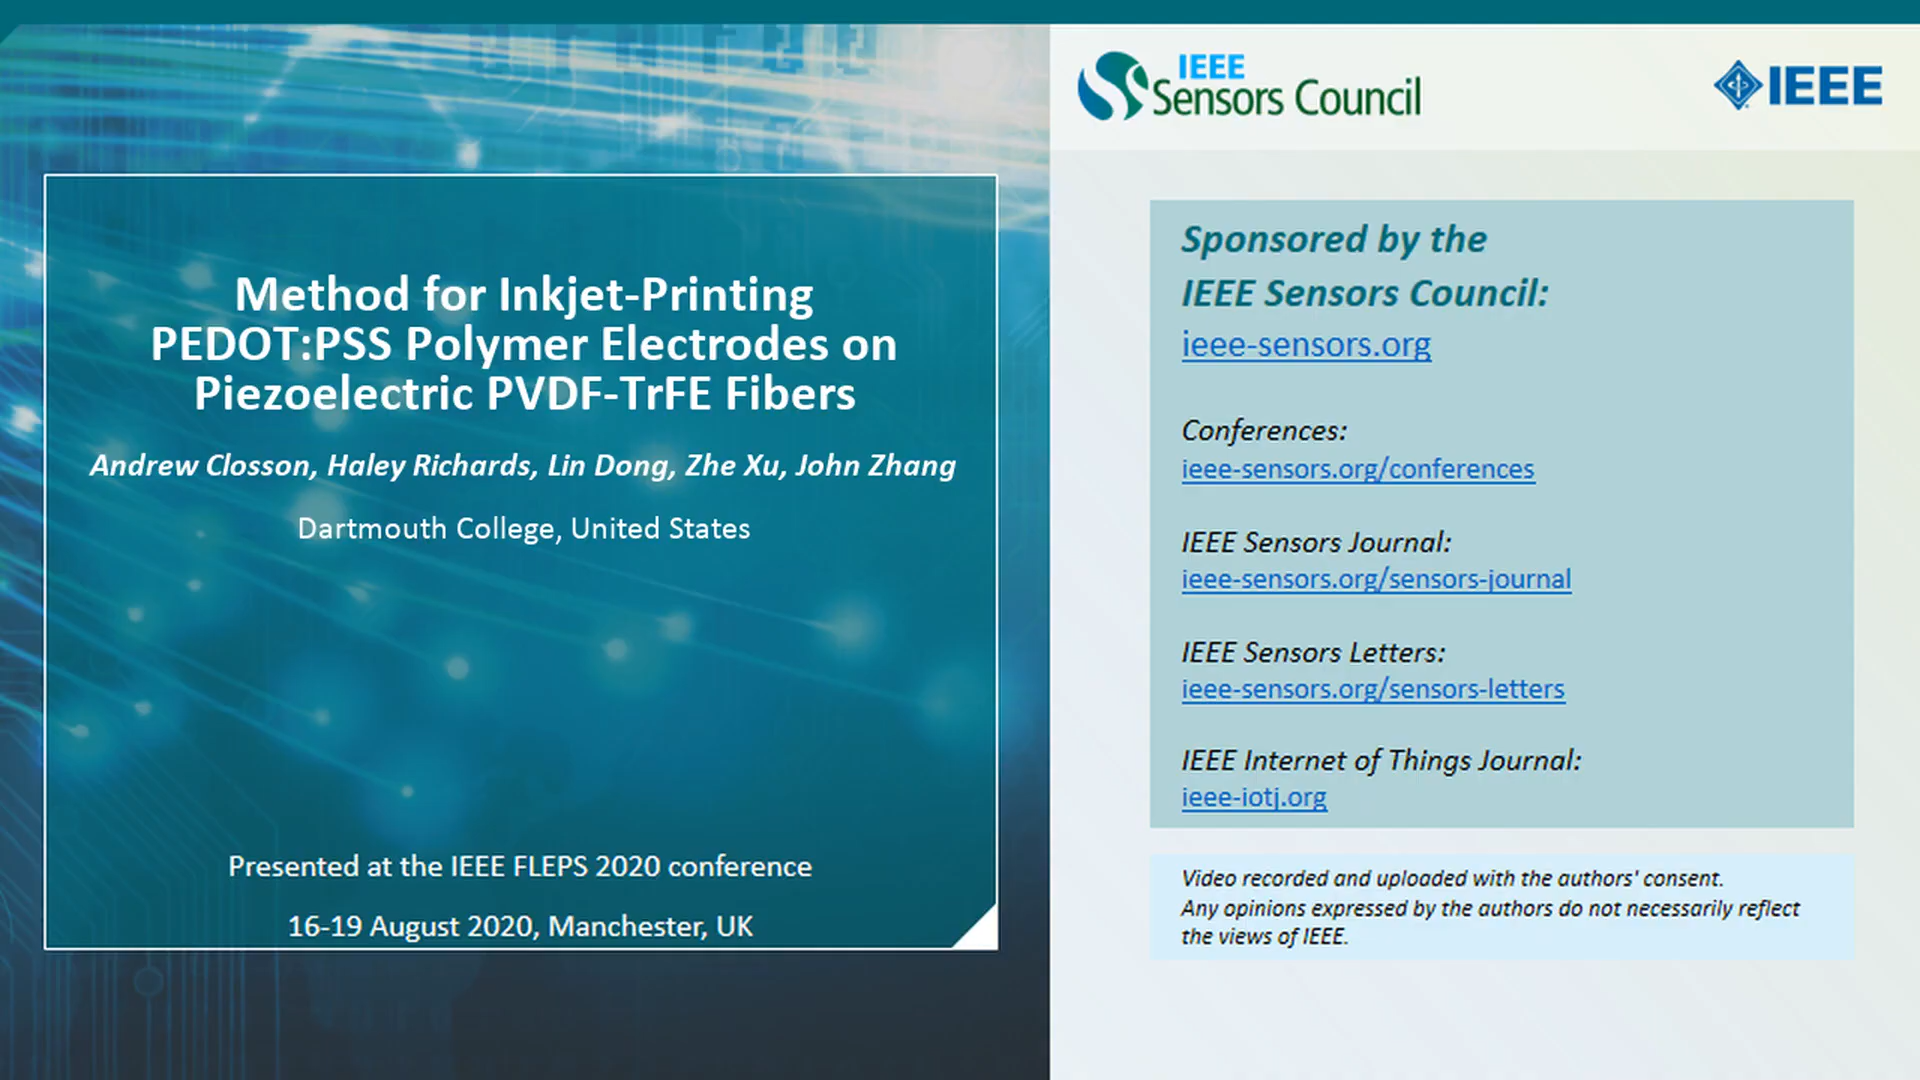 Method for Inkjet-Printing
PEDOT:PSS Polymer Electrodes on
Piezoelectric PVDF-TrFE Fibers
Andrew Closson, Haley Richards, Lin Dong, Zhe Xu, John Zhang
Dartmouth College, United States
Presented at the IEEE FLEPS 2020 conference
16-19 August 2020, Manchester, UK
IEEE
Sensors Council
IEEE
Sponsored by the
IEEE Sensors Council:
ieee-sensors.org
Conferences:
ieee-sensors.org/conferences
IEEE Sensors Journal:
ieee-sensors.org/sensors-journal
IEEE Sensors Letters:
ieee-sensors.org/sensors-letters
IEEE Internet of Things Journal:
ieee-iotj.org
Video recorded and uploaded with the authors' consent.
Any opinions expressed by the authors do not necessarily reflect
the views of IEEE.